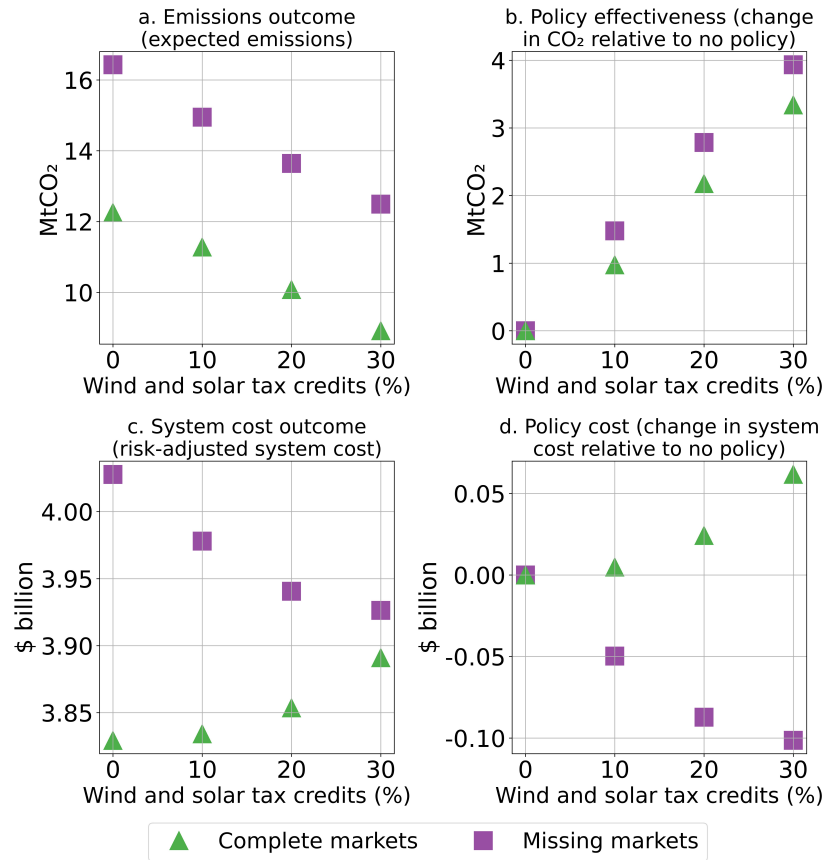 a. Emissions outcome
(expected emissions)
MtCO₂
16
14
12
10
0 10 20 30
Wind and solar tax credits (%)
b. Policy effectiveness (change
in CO₂ relative to no policy)
MtCO₂
4
3
2
1
0
0 10 20 30
Wind and solar tax credits (%)
c. System cost outcome
(risk-adjusted system cost)
$ billion
4.00
3.95
3.90
3.85
0 10 20 30
Wind and solar tax credits (%)
d. Policy cost (change in system
cost relative to no policy)
$ billion
0.05
0.00
-0.05
-0.10
0 10 20 30
Wind and solar tax credits (%)
Complete markets Missing markets